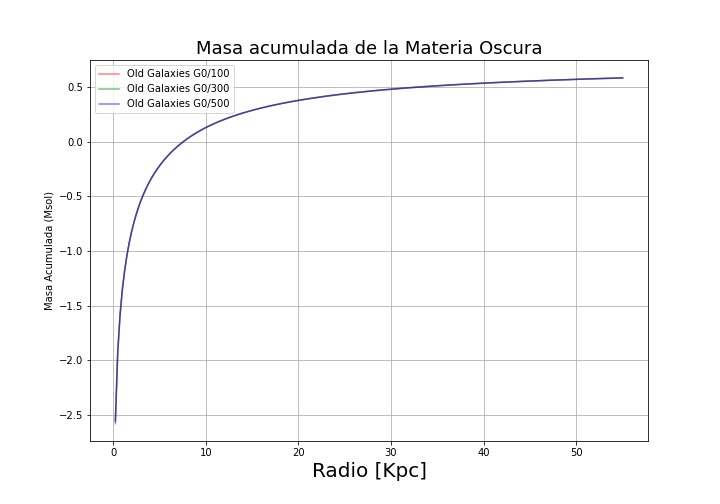 Masa acumulada de la Materia Oscura
Old Galaxies G0/100
Old Galaxies G0/300
Old Galaxies G0/500
Masa Acumulada (Msol)
0.5
0.0
−0.5
−1.0
−1.5
−2.0
−2.5
0 10 20 30 40 50
Radio [Kpc]